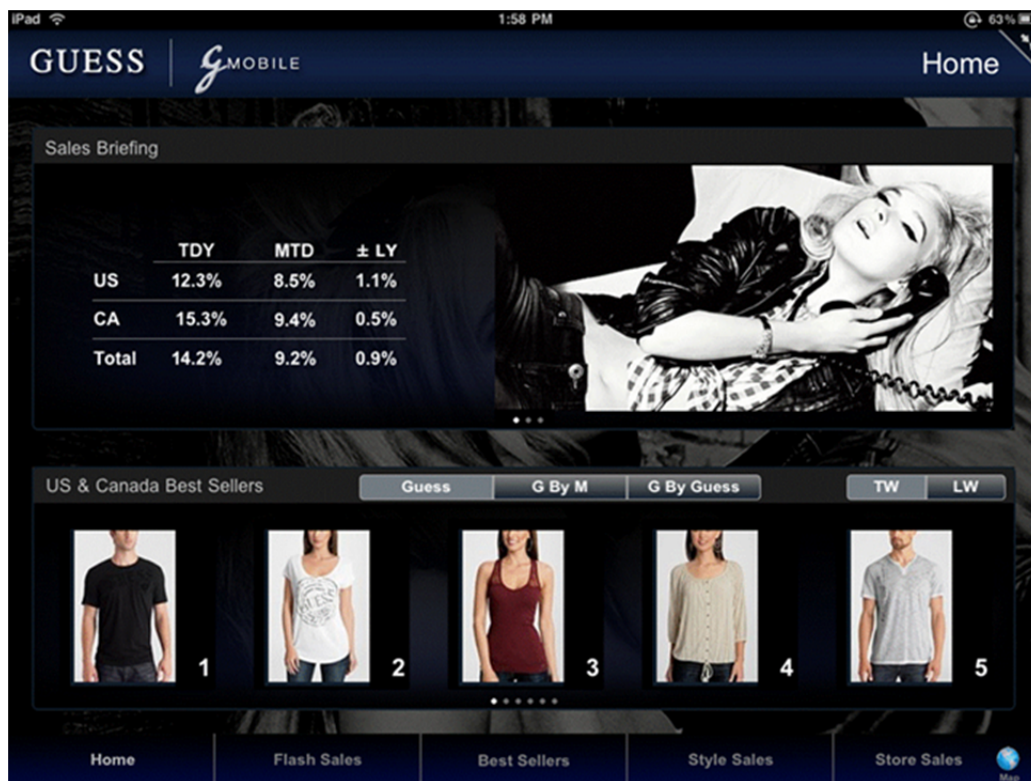 iPad 1:58 PM 63%
GUESS G MOBILE Home
Sales Briefing
TDY MTD ± LY
US 12.3% 8.5% 1.1%
CA 15.3% 9.4% 0.5%
Total 14.2% 9.2% 0.9%
US & Canada Best Sellers Guess G By M G By Guess TW LW
GUESS
1 2 3 4 5
Home Flash Sales Best Sellers Style Sales Store Sales Map